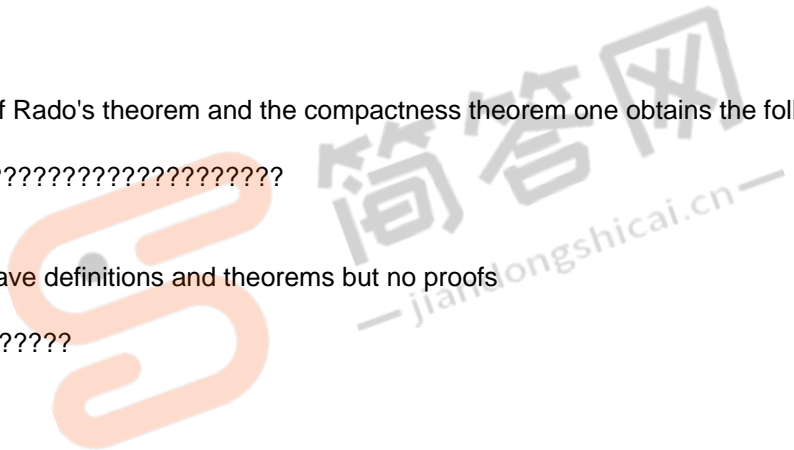 f Rado's theorem and the compactness theorem one obtains the foll
????????????????????
ave definitions and theorems but no proofs
?????
简答网
— jiandongshicai.cn —